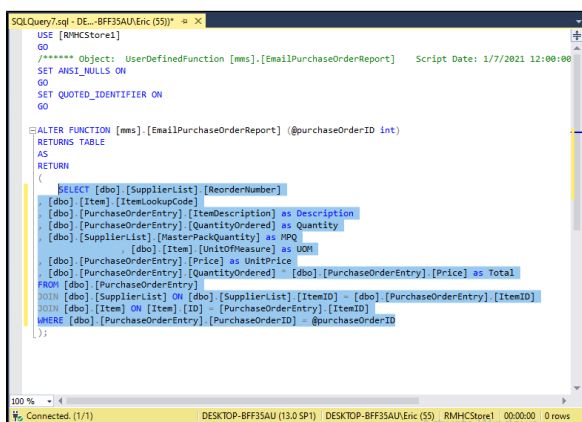 SQLQuery7.sql - DE...-BFF35AU\Eric (55))*
USE [RMHCStore1]
GO
/****** Object:  UserDefinedFunction [mms].[EmailPurchaseOrderReport]    Script Date: 1/7/2021 12:00:00
SET ANSI_NULLS ON
GO
SET QUOTED_IDENTIFIER ON
GO
ALTER FUNCTION [mms].[EmailPurchaseOrderReport] (@purchaseOrderID int)
RETURNS TABLE
AS
RETURN
(
SELECT [dbo].[SupplierList].[ReorderNumber]
, [dbo].[Item].[ItemLookupCode]
, [dbo].[PurchaseOrderEntry].[ItemDescription] as Description
, [dbo].[PurchaseOrderEntry].[QuantityOrdered] as Quantity
, [dbo].[SupplierList].[MasterPackQuantity] as MPQ
, [dbo].[Item].[UnitOfMeasure] as UOM
, [dbo].[PurchaseOrderEntry].[Price] as UnitPrice
, [dbo].[PurchaseOrderEntry].[QuantityOrdered] * [dbo].[PurchaseOrderEntry].[Price] as Total
FROM [dbo].[PurchaseOrderEntry]
JOIN [dbo].[SupplierList] ON [dbo].[SupplierList].[ItemID] = [dbo].[PurchaseOrderEntry].[ItemID]
JOIN [dbo].[Item] ON [Item].[ID] = [PurchaseOrderEntry].[ItemID]
WHERE [dbo].[PurchaseOrderEntry].[PurchaseOrderID] = @purchaseOrderID
);
100 %
Connected. (1/1) DESKTOP-BFF35AU (13.0 SP1) DESKTOP-BFF35AU\Eric (55) RMHCStore1 00:00:00 0 rows